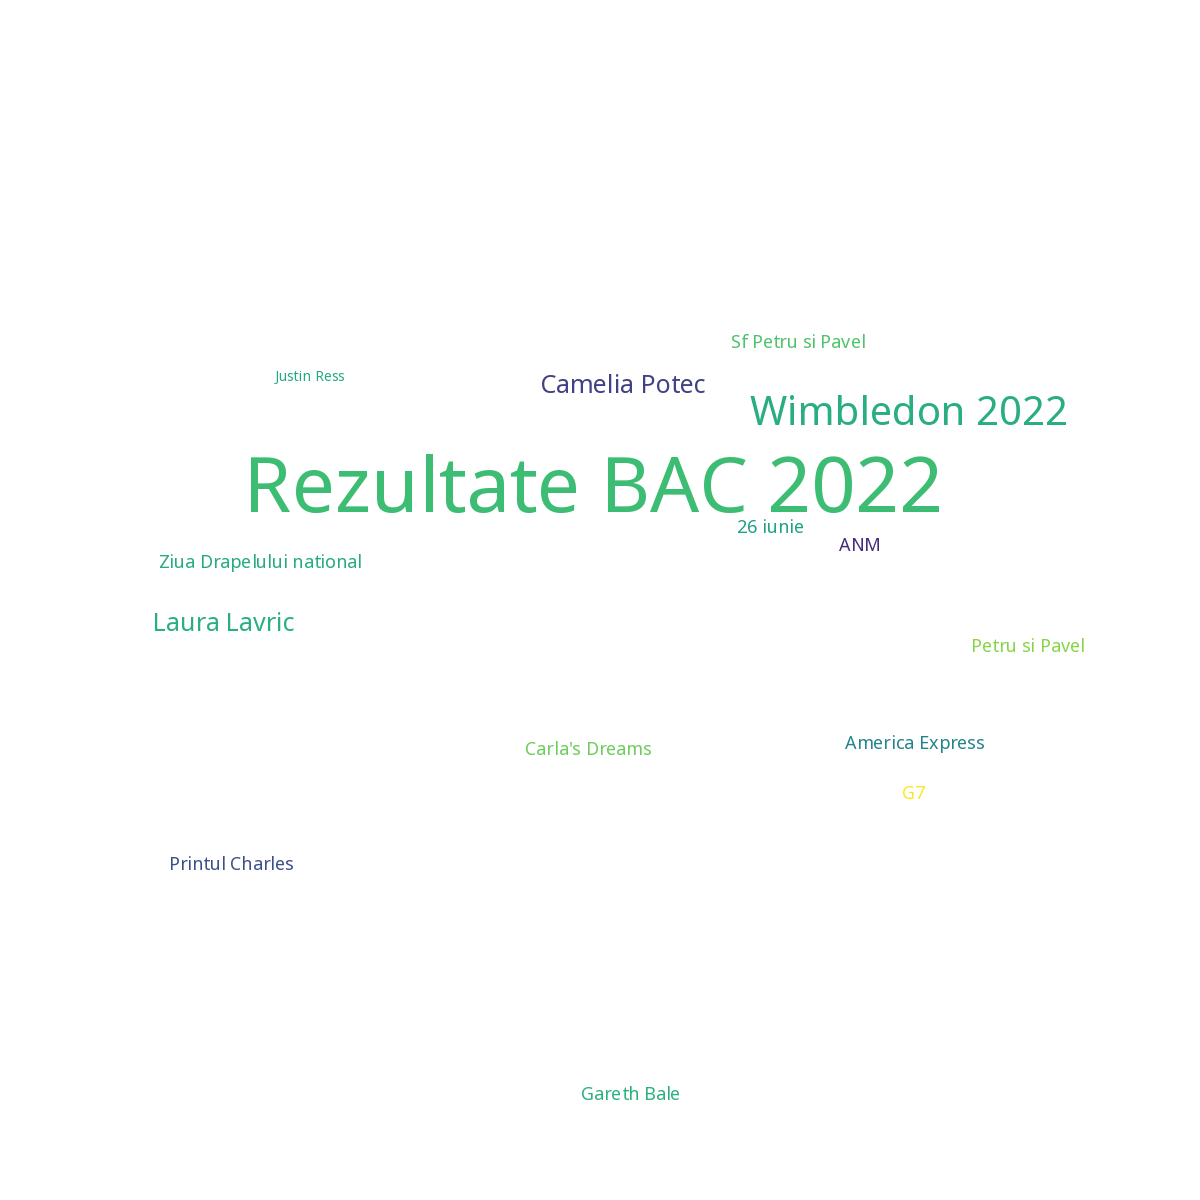 Sf Petru si Pavel
Justin Ress
Camelia Potec
Wimbledon 2022
Rezultate BAC 2022
26 iunie
ANM
Ziua Drapelului national
Laura Lavric
Petru si Pavel
America Express
Carla's Dreams
G7
Printul Charles
Gareth Bale